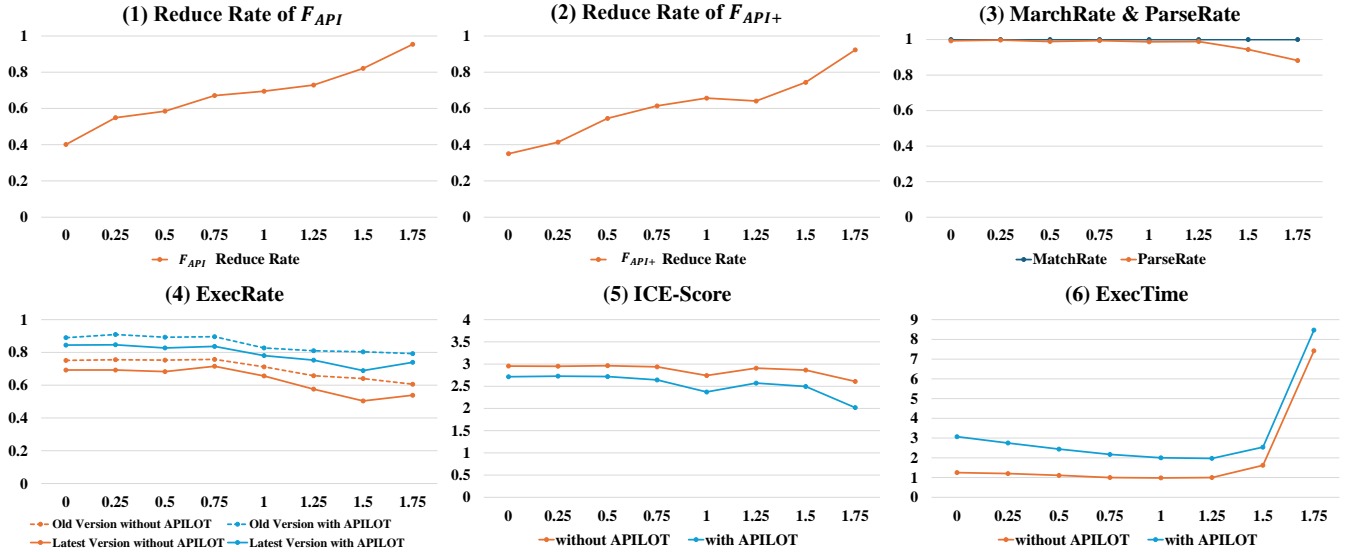 (1) Reduce Rate of F_API
1
0.8
0.6
0.4
0.2
0
0 0.25 0.5 0.75 1 1.25 1.5 1.75
F_API Reduce Rate
(2) Reduce Rate of F_API+
1
0.8
0.6
0.4
0.2
0
0 0.25 0.5 0.75 1 1.25 1.5 1.75
F_API+ Reduce Rate
(3) MarchRate & ParseRate
1
0.8
0.6
0.4
0.2
0
0 0.25 0.5 0.75 1 1.25 1.5 1.75
MatchRate ParseRate
(4) ExecRate
1
0.8
0.6
0.4
0.2
0
0 0.25 0.5 0.75 1 1.25 1.5 1.75
Old Version without APILOT Old Version with APILOT
Latest Version without APILOT Latest Version with APILOT
(5) ICE-Score
4
3.5
3
2.5
2
1.5
1
0.5
0
0 0.25 0.5 0.75 1 1.25 1.5 1.75
without APILOT with APILOT
(6) ExecTime
9
8
7
6
5
4
3
2
1
0
0 0.25 0.5 0.75 1 1.25 1.5 1.75
without APILOT with APILOT